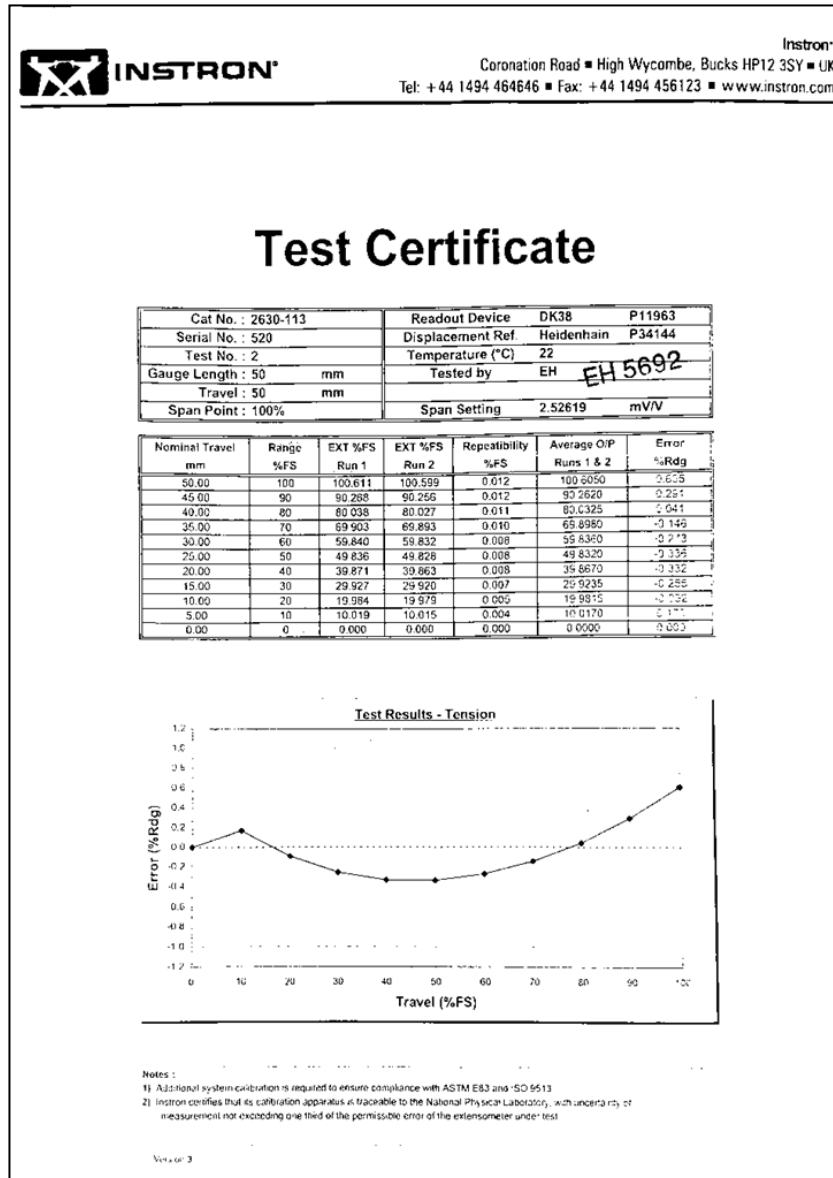 Instron®
INSTRON®
Coronation Road ■ High Wycombe, Bucks HP12 3SY ■ UK
Tel: +44 1494 464646 ■ Fax: +44 1494 456123 ■ www.instron.com
Test Certificate
Cat No. : 2630-113 Readout Device DK38 P11963
Serial No. : 520 Displacement Ref. Heidenhain P34144
Test No. : 2 Temperature (°C) 22
Gauge Length : 50 mm Tested by EH EH 5692
Travel : 50 mm
Span Point : 100% Span Setting 2.52619 mV/V
Nominal Travel Range EXT %FS EXT %FS Repeatibility Average O/P Error
mm %FS Run 1 Run 2 %FS Runs 1 & 2 %Rdg
50.00 100 100.611 100.599 0.012 100.6050
45.00 90 90.268 90.256 0.012 90.2620 0.291
40.00 80 80.038 80.027 0.011 80.0325 0.041
35.00 70 69.903 69.893 0.010 69.8980 -0.146
30.00 60 59.840 59.832 0.008 59.8360
25.00 50 49.836 49.828 0.008 49.8320 -0.336
20.00 40 39.871 39.863 0.008 39.8670 -0.332
15.00 30 29.927 29.920 0.007 29.9235 -0.255
10.00 20 19.984 19.979 0.005 19.9815
5.00 10 10.019 10.015 0.004 10.0170
0.00 0 0.000 0.000 0.000 0.0000 0.000
Test Results - Tension
1.2
1.0
0.8
0.6
0.4
0.2
0.0
-0.2
-0.4
0.6
-0.8
-1.0
-1.2
Error (%Rdg)
0 10 20 30 40 50 60 70 80 90 100
Travel (%FS)
Notes :
1) Additional system calibration is required to ensure compliance with ASTM E83 and ISO 9513
2) Instron certifies that its calibration apparatus is traceable to the National Physical Laboratory, with uncertainty of
measurement not exceeding one third of the permissible error of the extensometer under test
Version 3